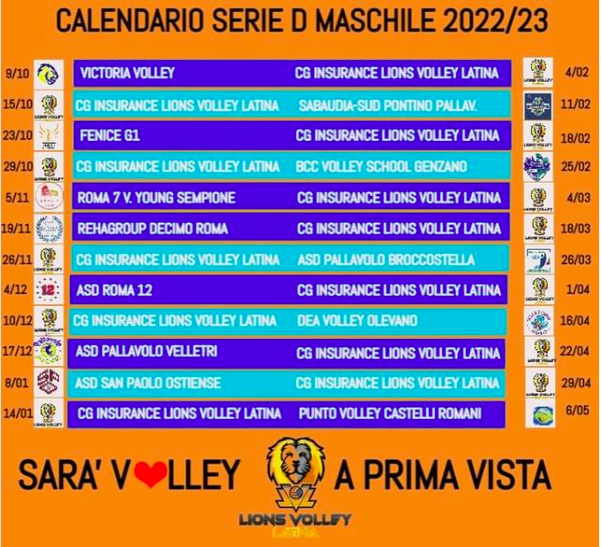 CALENDARIO SERIE D MASCHILE 2022/23
9/10 VICTORIA VOLLEY CG INSURANCE LIONS VOLLEY LATINA 4/02
15/10 CG INSURANCE LIONS VOLLEY LATINA SABAUDIA-SUD PONTINO PALLAV. 11/02
23/10 FENICE G1 CG INSURANCE LIONS VOLLEY LATINA 18/02
29/10 CG INSURANCE LIONS VOLLEY LATINA BCC VOLLEY SCHOOL GENZANO 25/02
5/11 ROMA 7 V. YOUNG SEMPIONE CG INSURANCE LIONS VOLLEY LATINA 4/03
19/11 REHAGROUP DECIMO ROMA CG INSURANCE LIONS VOLLEY LATINA 18/03
26/11 CG INSURANCE LIONS VOLLEY LATINA ASD PALLAVOLO BROCCOSTELLA 26/03
4/12 12 ASD ROMA 12 CG INSURANCE LIONS VOLLEY LATINA 1/04
10/12 CG INSURANCE LIONS VOLLEY LATINA DEA VOLLEY OLEVANO 16/04
17/12 ASD PALLAVOLO VELLETRI CG INSURANCE LIONS VOLLEY LATINA 22/04
8/01 ASD SAN PAOLO OSTIENSE CG INSURANCE LIONS VOLLEY LATINA 29/04
14/01 CG INSURANCE LIONS VOLLEY LATINA PUNTO VOLLEY CASTELLI ROMANI 6/05
SARA' V❤LLEY A PRIMA VISTA
LIONS VOLLEY
LATINA